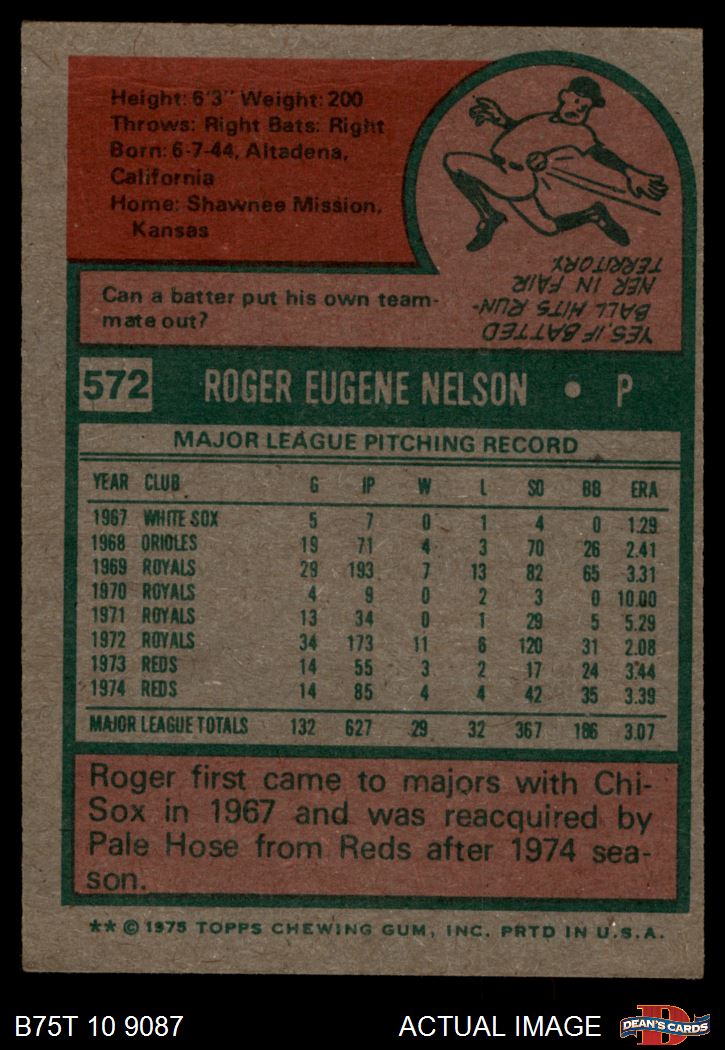 Height: 6'3" Weight: 200
Throws: Right Bats: Right
Born: 6-7-44, Altadena,
California
Home: Shawnee Mission,
Kansas
Can a batter put his own team-
mate out?
YES, IF BATTED
BALL HITS RUN-
NER IN FAIR
TERRITORY.
572 ROGER EUGENE NELSON • P
MAJOR LEAGUE PITCHING RECORD
YEAR CLUB G IP W L SO BB ERA
1967 WHITE SOX 5 7 0 1 4 0 1.29
1968 ORIOLES 19 71 4 3 70 26 2.41
1969 ROYALS 29 193 7 13 82 65 3.31
1970 ROYALS 4 9 0 2 3 0 10.00
1971 ROYALS 13 34 0 1 29 5 5.29
1972 ROYALS 34 173 11 6 120 31 2.08
1973 REDS 14 55 3 2 17 24 3.44
1974 REDS 14 85 4 4 42 35 3.39
MAJOR LEAGUE TOTALS 132 627 29 32 367 186 3.07
Roger first came to majors with Chi-
Sox in 1967 and was reacquired by
Pale Hose from Reds after 1974 sea-
son.
** © 1975 TOPPS CHEWING GUM, INC. PRTD IN U.S.A.
B75T 10 9087 ACTUAL IMAGE D DEAN'S CARDS